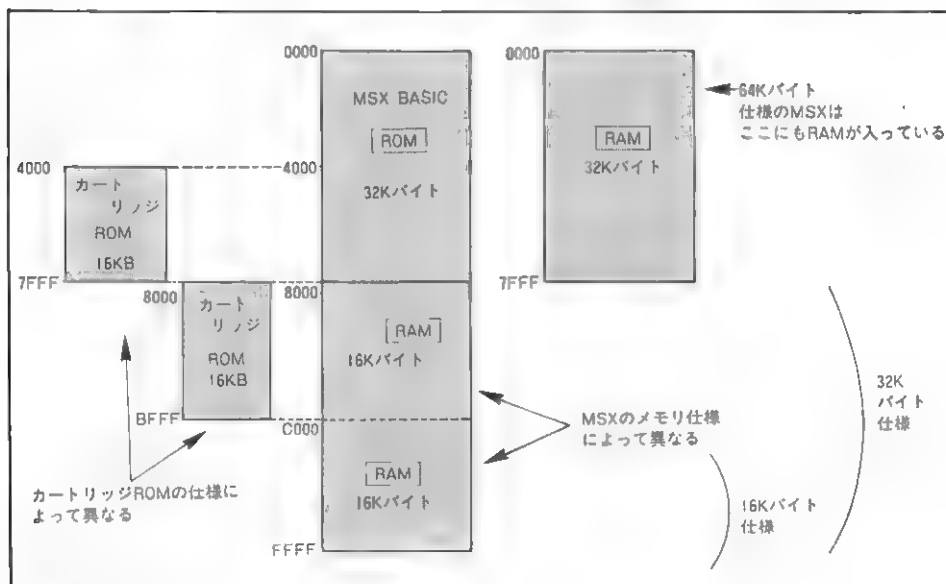 0000
8000
MSX BASIC
ROM
32Kバイト
4000
RAM
32Kバイト
7FFF
64Kバイト
仕様のMSXは
ここにもRAMが入っている
4000
カート
リッジ
ROM
16KB
7FFF
8000
カート
リッジ
ROM
16KB
BFFF
8000
RAM
16Kバイト
C000
RAM
16Kバイト
FFFF
カートリッジROMの仕様に
よって異なる
MSXのメモリ仕様
によって異なる
16Kバイト
仕様
32K
バイト
仕様